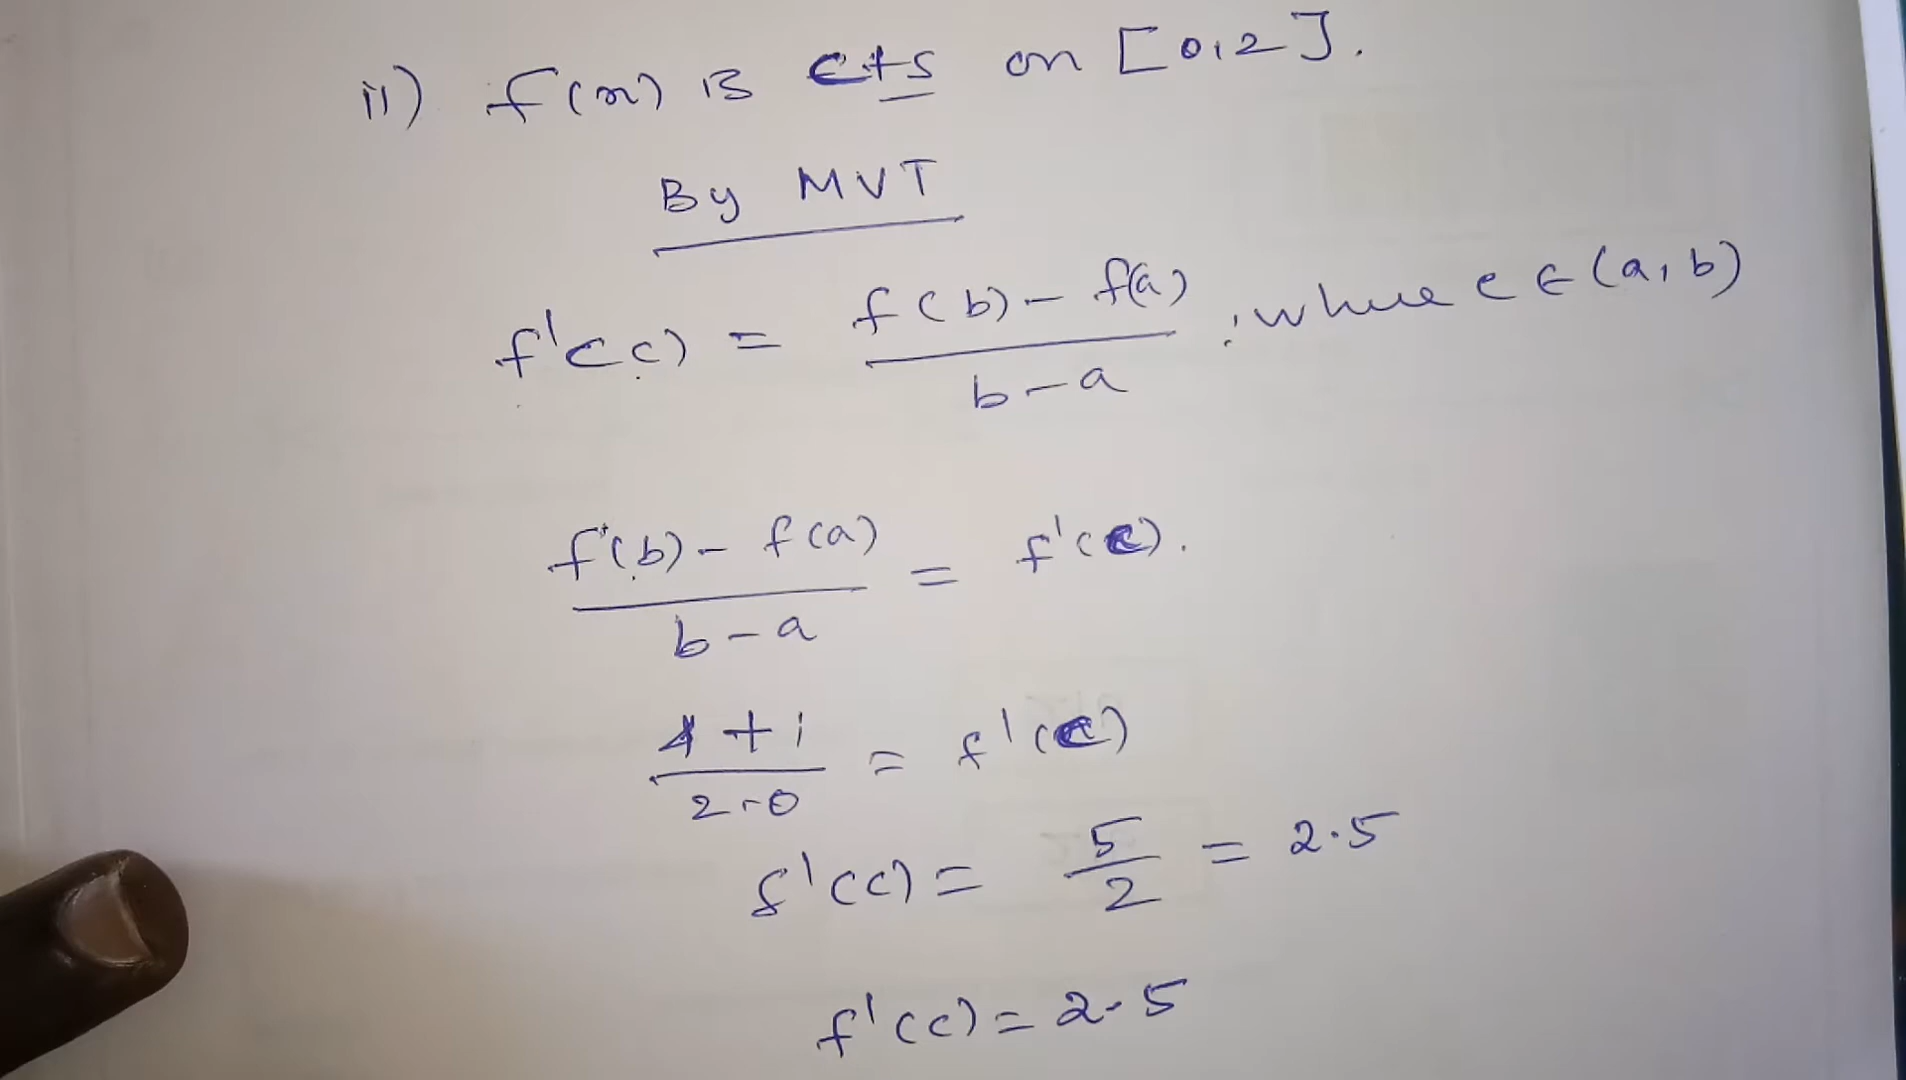 ii) f(x) is cts on [0,2].
By MVT
f'(c) = f(b) - f(a) / b - a , where c ∈ (a, b)
f(b) - f(a) / b - a = f'(c).
4 + 1 / 2 - 0 = f'(c)
f'(c) = 5 / 2 = 2.5
f'(c) = 2.5